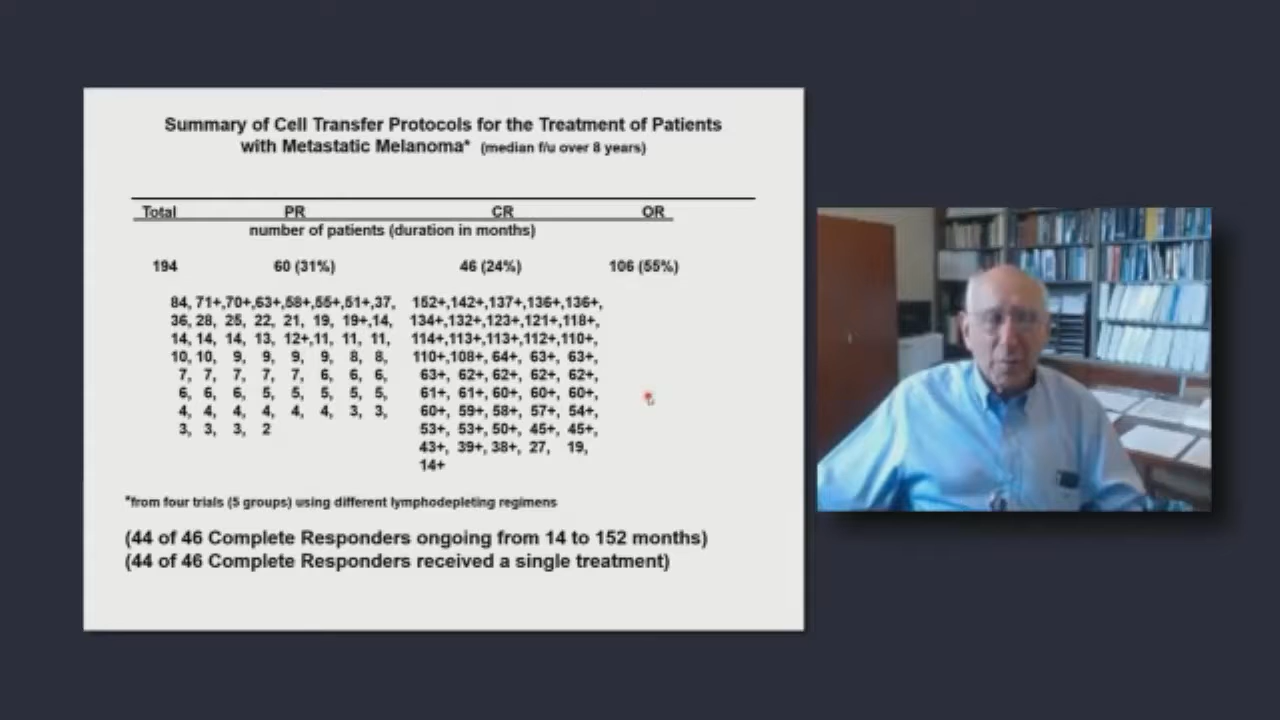 Summary of Cell Transfer Protocols for the Treatment of Patients
with Metastatic Melanoma* (median f/u over 8 years)
Total PR CR OR
number of patients (duration in months)
194 60 (31%) 46 (24%) 106 (55%)
84, 71+,70+,63+,58+,55+,51+,37, 152+,142+,137+,136+,136+,
36, 28, 25, 22, 21, 19, 19+,14, 134+,132+,123+,121+,118+,
14, 14, 14, 13, 12+,11, 11, 11, 114+,113+,113+,112+,110+,
10, 10, 9, 9, 9, 9, 8, 8, 110+,108+, 64+, 63+, 63+,
7, 7, 7, 7, 7, 6, 6, 6, 63+, 62+, 62+, 62+, 62+,
6, 6, 6, 5, 5, 5, 5, 5, 61+, 61+, 60+, 60+, 60+,
4, 4, 4, 4, 4, 4, 3, 3, 60+, 59+, 58+, 57+, 54+,
3, 3, 3, 2 53+, 53+, 50+, 45+, 45+,
43+, 39+, 38+, 27, 19,
14+
*from four trials (5 groups) using different lymphodepleting regimens
(44 of 46 Complete Responders ongoing from 14 to 152 months)
(44 of 46 Complete Responders received a single treatment)